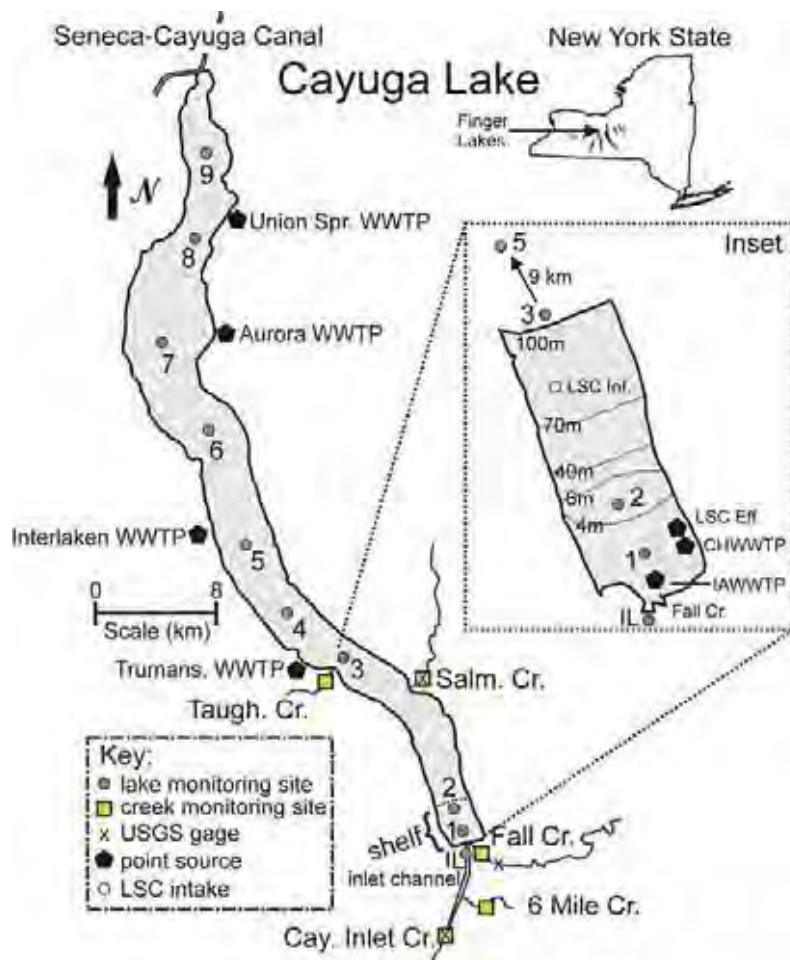 Seneca-Cayuga Canal
New York State
Cayuga Lake
Finger
Lakes
N
9
Union Spr. WWTP
8
Aurora WWTP
7
6
Interlaken WWTP
5
0 8
Scale (km)
4
Trumans. WWTP
3
Taugh. Cr.
Salm. Cr.
2
1
shelf
IL
inlet channel
Fall Cr.
x
6 Mile Cr.
Cay. Inlet Cr.
Inset
5
9 km
3
100m
LSC Inf.
70m
40m
8m
4m
2
LSC Eff.
CHWWTP
1
IAWWTP
IL
Fall Cr.
Key:
lake monitoring site
creek monitoring site
x USGS gage
point source
LSC intake